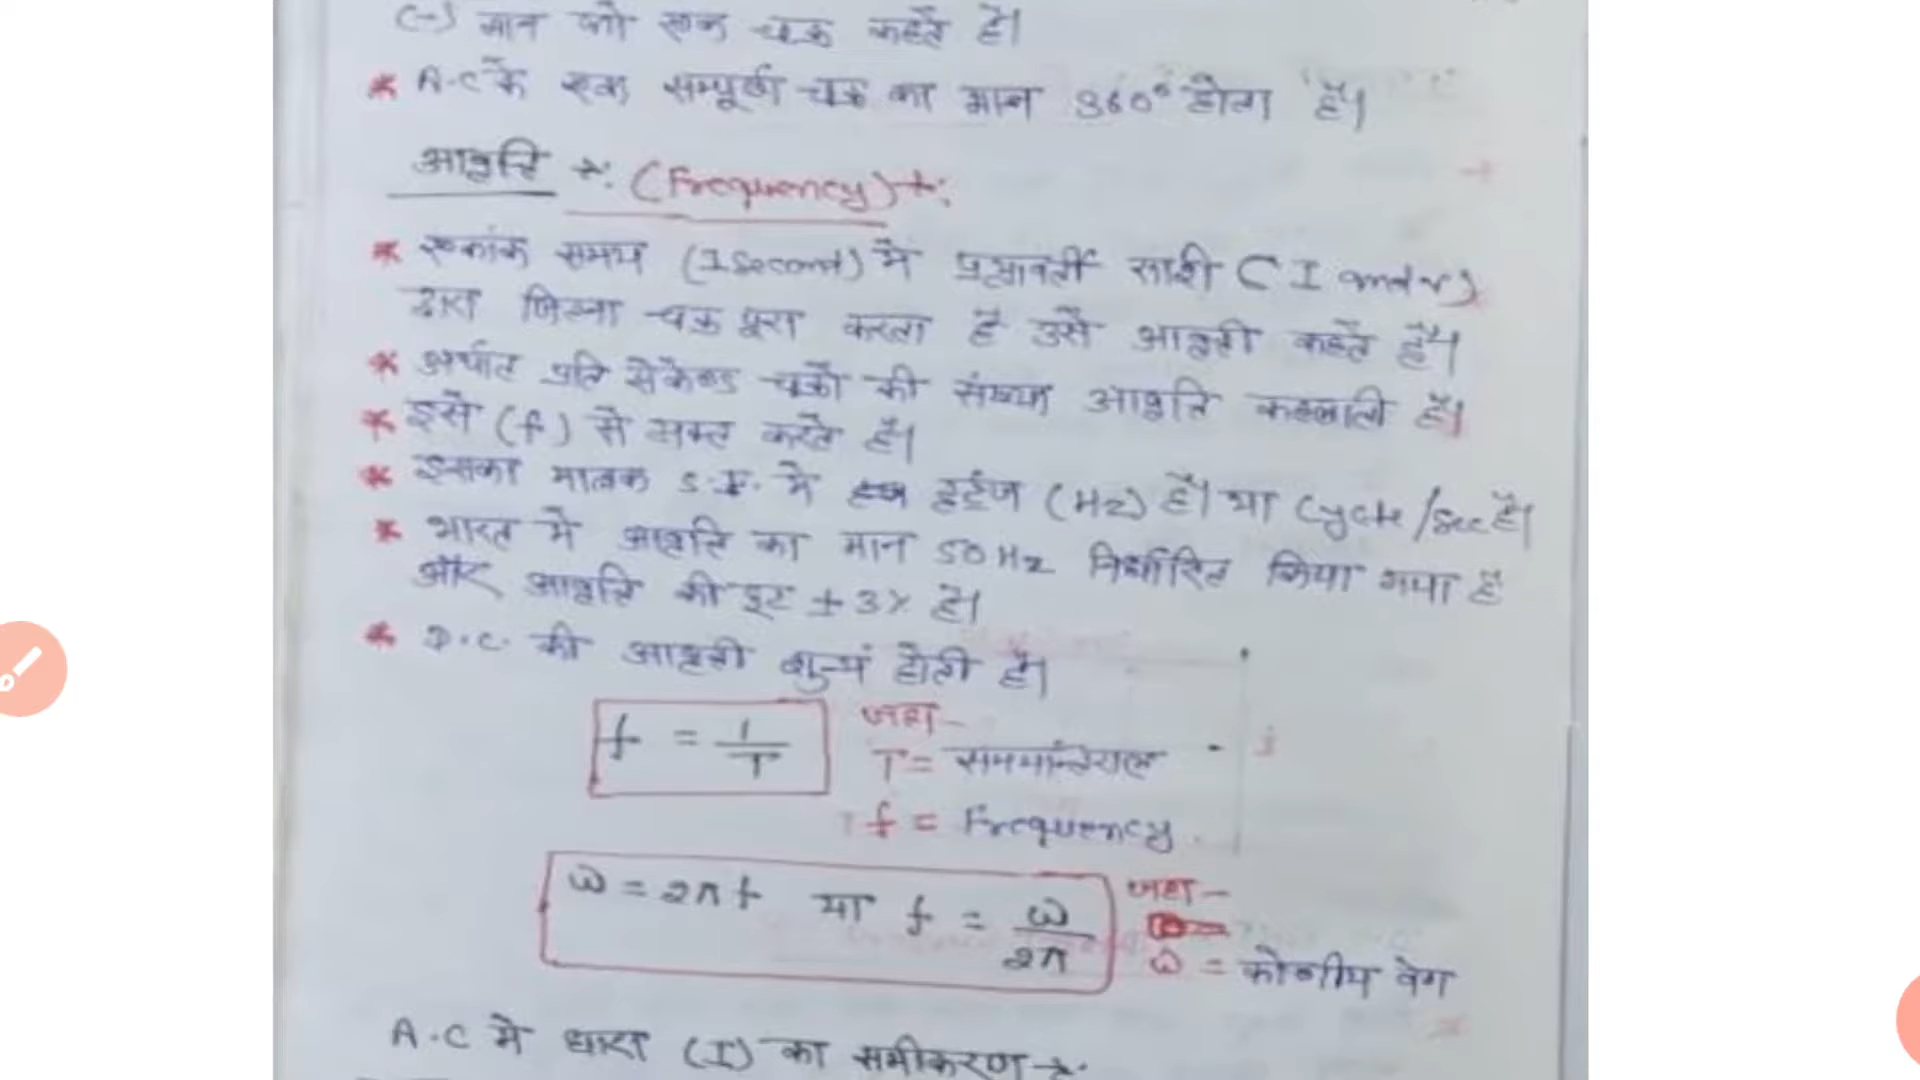 (-) मान को एक चक्र कहते है।
* A.C के एक सम्पूर्ण चक्र का मान 360° होता है।
आवृत्ति → (Frequency) →
* एकांक समय (1 Second) में प्रत्यावर्ती राशी ( I and v)
द्वारा जितना चक्र पूरा करता है उसे आवृती कहते है।
* अर्थात प्रति सेकेण्ड चक्रो की संख्या आवृत्ति कहलाती है।
* इसे (f) से व्यक्त करते है।
* इसका मात्रक S.I. में हर्ट्ज (Hz) है। या Cycle/Sec है।
* भारत मे आवृत्ति का मान 50 Hz निर्धारित किया गया है
और आवृत्ति की छूट ± 3% है।
* D.C. की आवृती शुन्य होती है।
f = 1/T जहा-
T = समयान्तराल
f = Frequency
ω = 2πf या f = ω/2π जहा-
ω = कोणीय वेग
A.C मे धारा (I) का समीकरण →